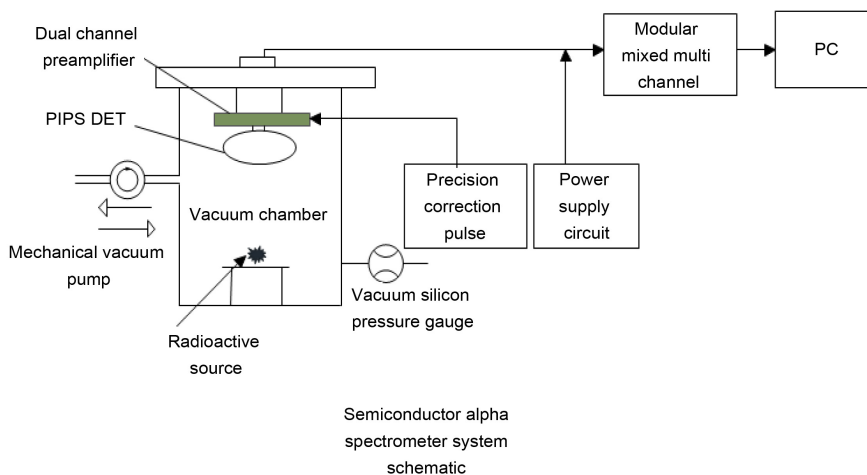 Dual channel
preamplifier
PIPS DET
Modular
mixed multi
channel
PC
Precision
correction
pulse
Power
supply
circuit
Vacuum chamber
Mechanical vacuum
pump
Vacuum silicon
pressure gauge
Radioactive
source
Semiconductor alpha
spectrometer system
schematic